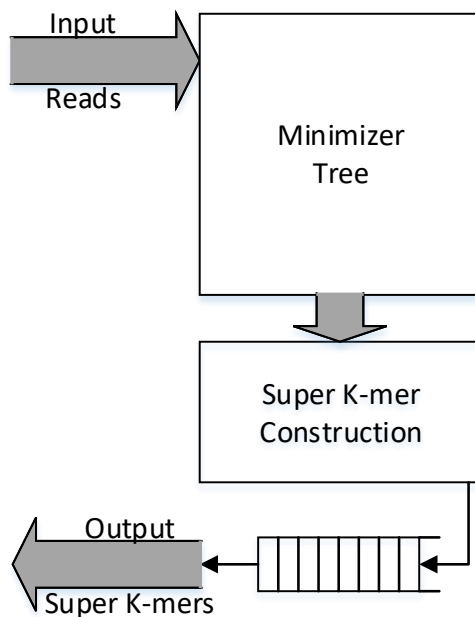 Input
Reads
Minimizer
Tree
Super K-mer
Construction
Output
Super K-mers